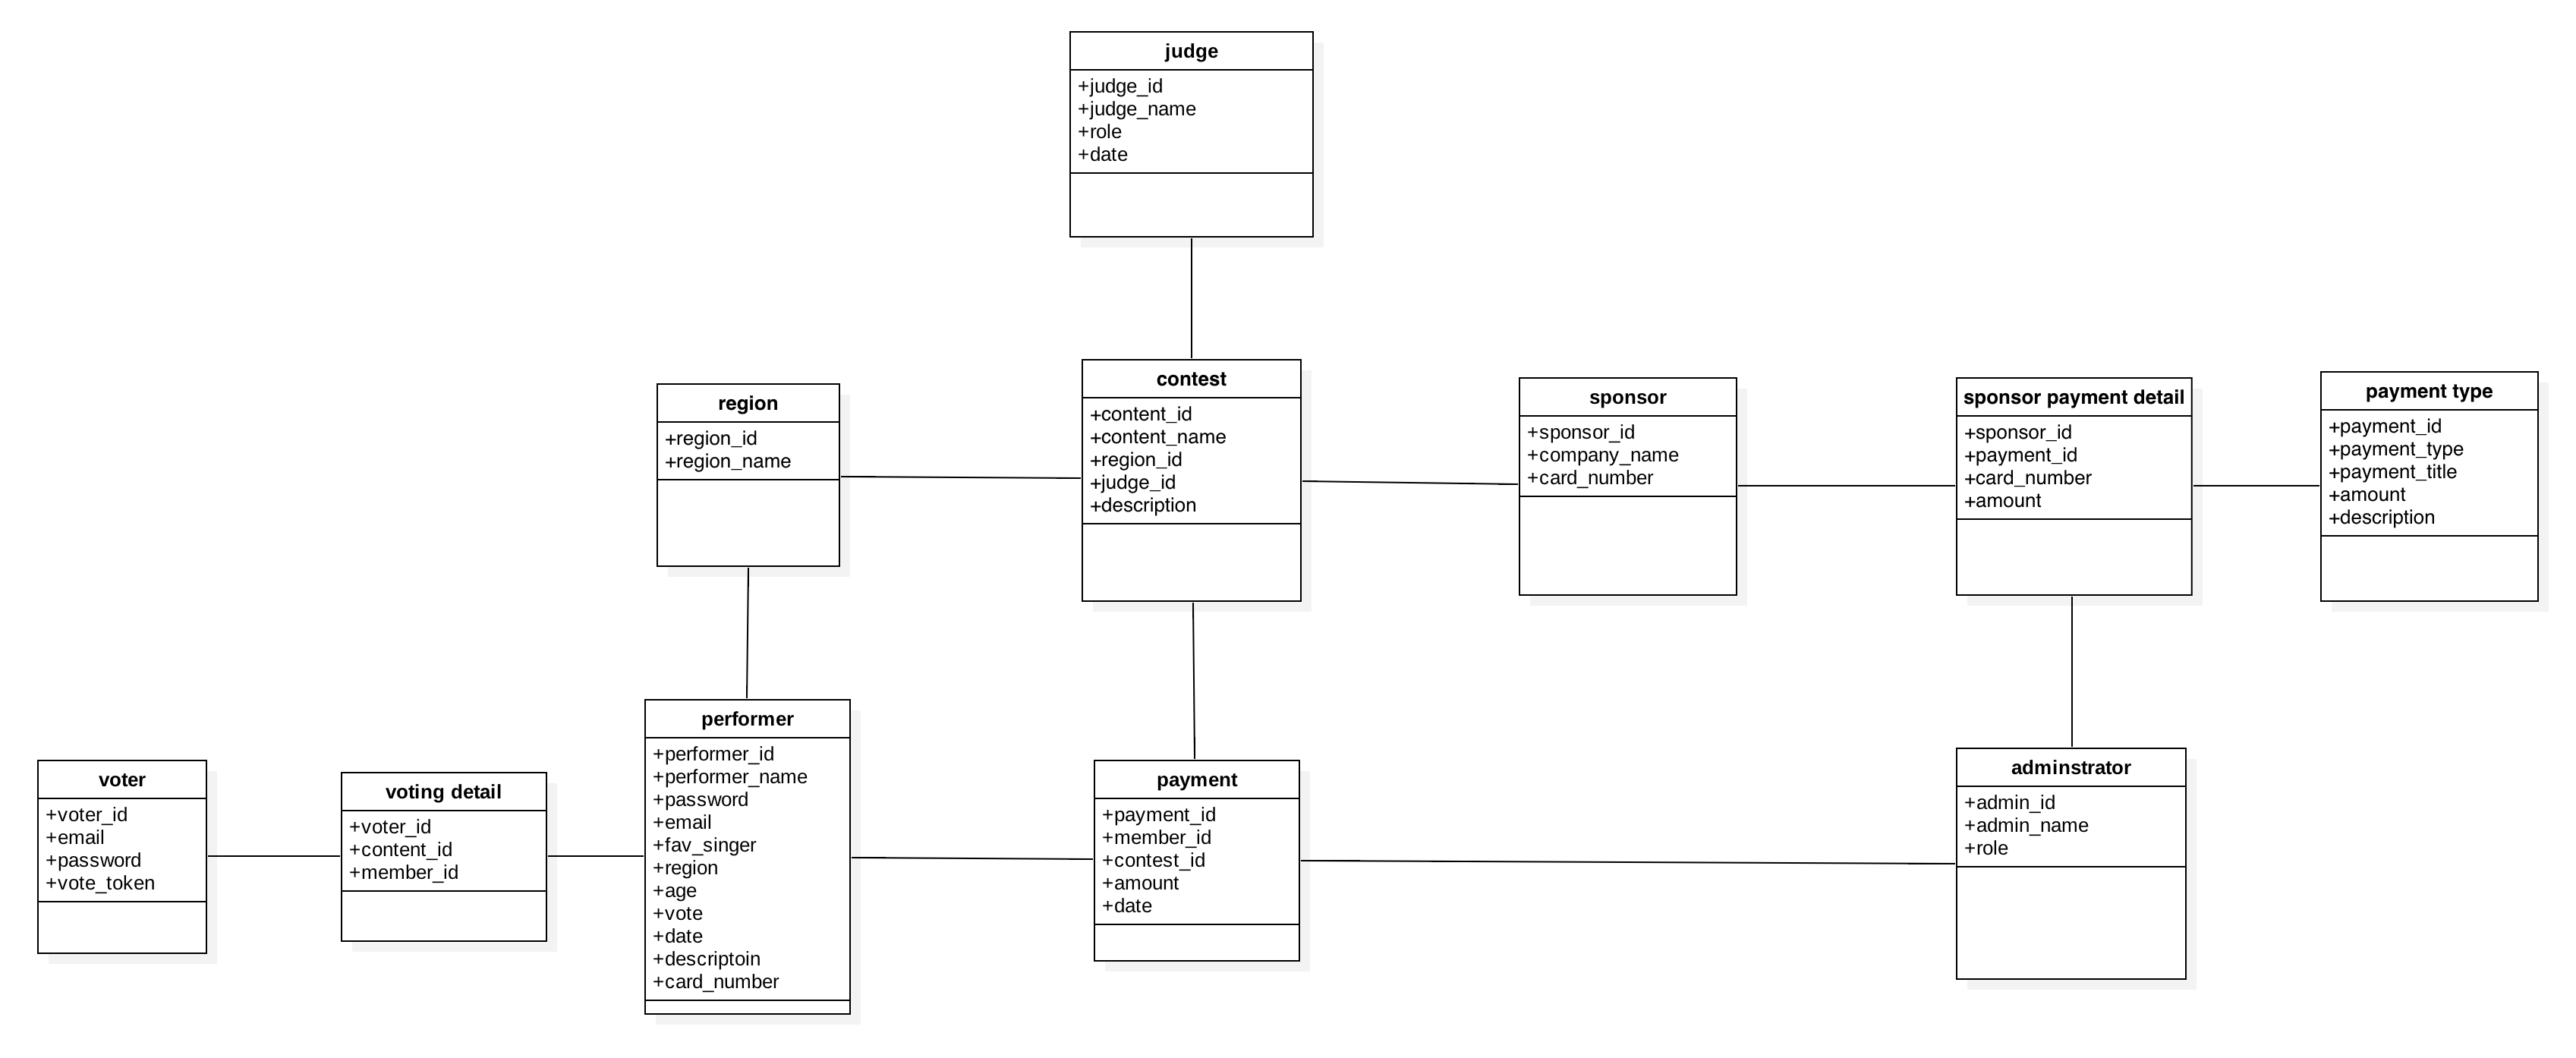 judge
+judge_id
+judge_name
+role
+date
region
+region_id
+region_name
contest
+content_id
+content_name
+region_id
+judge_id
+description
sponsor
+sponsor_id
+company_name
+card_number
sponsor payment detail
+sponsor_id
+payment_id
+card_number
+amount
payment type
+payment_id
+payment_type
+payment_title
+amount
+description
voter
+voter_id
+email
+password
+vote_token
voting detail
+voter_id
+content_id
+member_id
performer
+performer_id
+performer_name
+password
+email
+fav_singer
+region
+age
+vote
+date
+descriptoin
+card_number
payment
+payment_id
+member_id
+contest_id
+amount
+date
adminstrator
+admin_id
+admin_name
+role